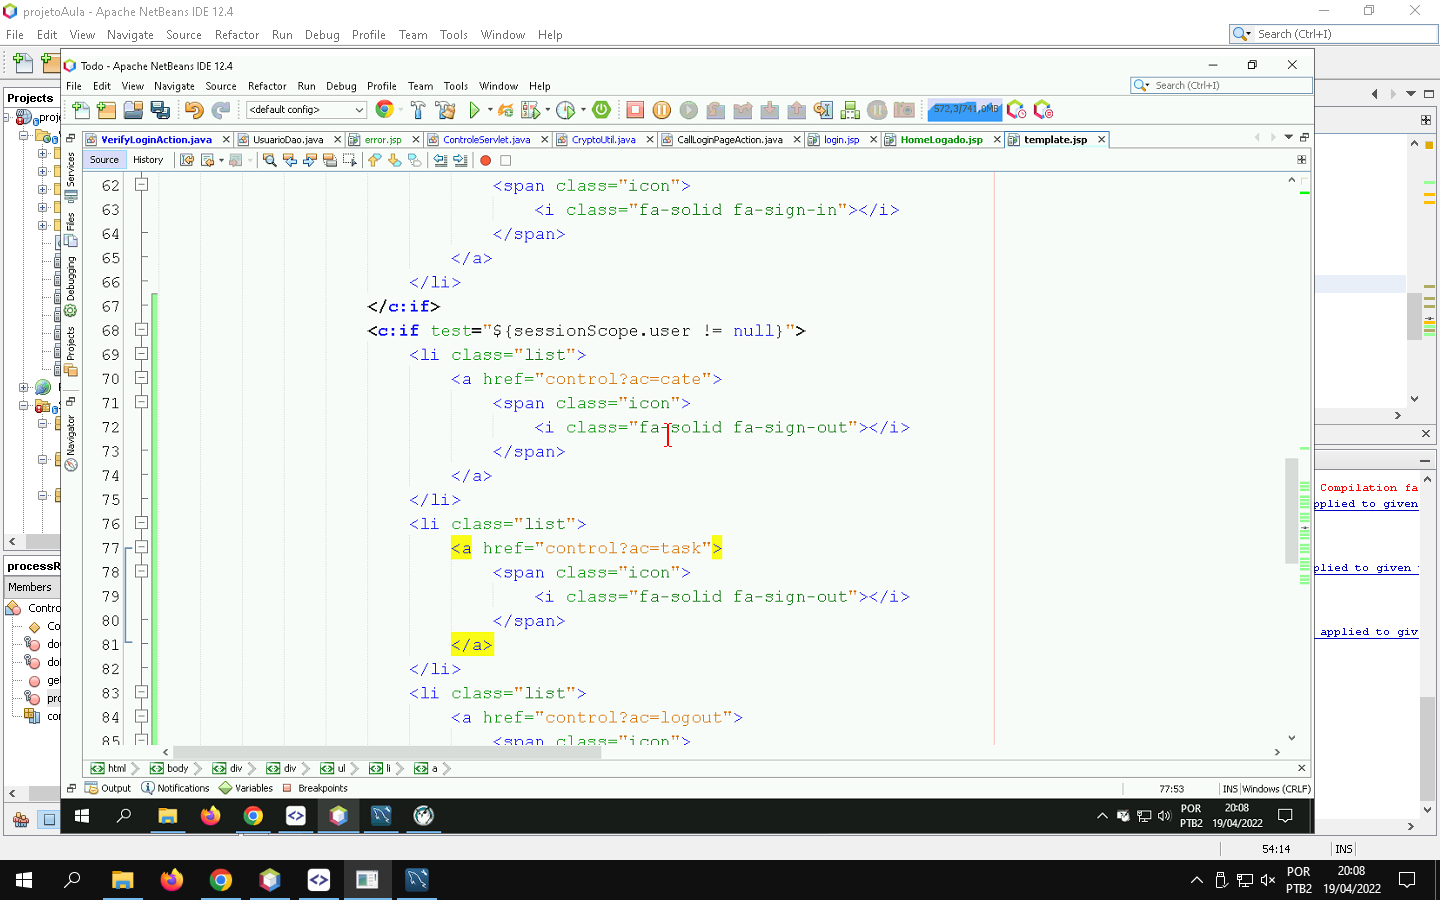 projetoAula - Apache NetBeans IDE 12.4
File Edit View Navigate Source Refactor Run Debug Profile Team Tools Window Help
Search (Ctrl+I)
Todo - Apache NetBeans IDE 12.4
File Edit View Navigate Source Refactor Run Debug Profile Team Tools Window Help
Search (Ctrl+I)
Projects
<default config>
572,3/741,0MB
VerifyLoginAction.java UsuarioDao.java error.jsp ControleServlet.java CryptoUtil.java CallLoginPageAction.java login.jsp HomeLogado.jsp template.jsp
Source History
Services
Files
Debugging
Projects
Navigator
62 <span class="icon">
63 <i class="fa-solid fa-sign-in"></i>
64 </span>
65 </a>
66 </li>
67 </c:if>
68 <c:if test="${sessionScope.user != null}">
69 <li class="list">
70 <a href="control?ac=cate">
71 <span class="icon">
72 <i class="fa-solid fa-sign-out"></i>
73 </span>
74 </a>
75 </li>
76 <li class="list">
77 <a href="control?ac=task">
78 <span class="icon">
79 <i class="fa-solid fa-sign-out"></i>
80 </span>
81 </a>
82 </li>
83 <li class="list">
84 <a href="control?ac=logout">
85 <span class="icon">
Compilation fa
pplied to given
plied to given
applied to giv
processR
Members
Contro
Co
do
do
ge
pro
cor
html body div div ul li a
Output Notifications Variables Breakpoints
77:53 INS Windows (CRLF)
POR
PTB2
20:08
19/04/2022
54:14 INS
POR
PTB2
20:08
19/04/2022